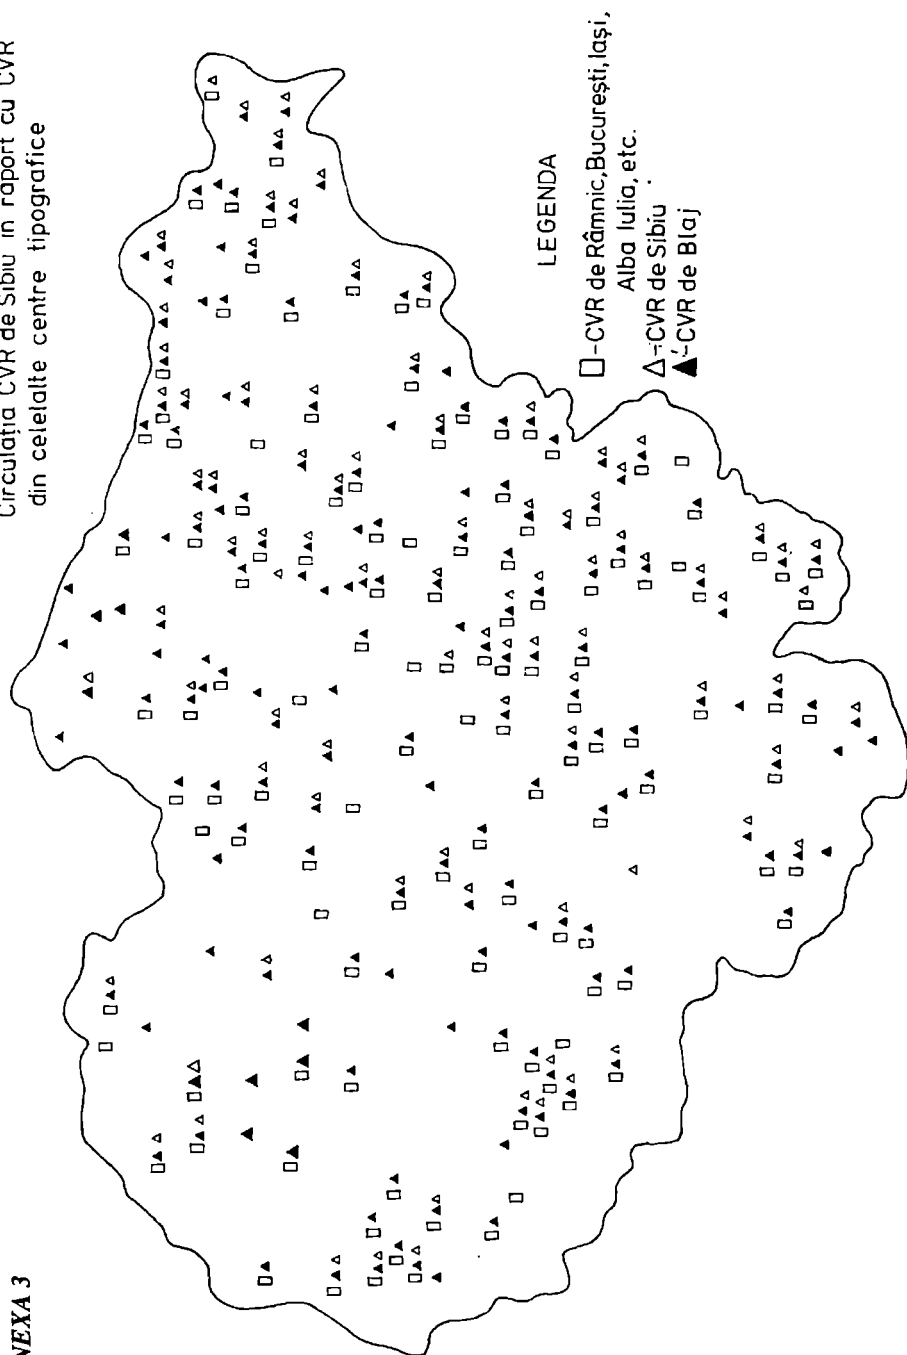 NEXA 3
Circulația CVR de Sibiu în raport cu CVR
din celelalte centre tipografice
LEGENDA
-CVR de Râmnic,București,Iași,
Alba Iulia, etc.
-CVR de Sibiu
-CVR de Blaj